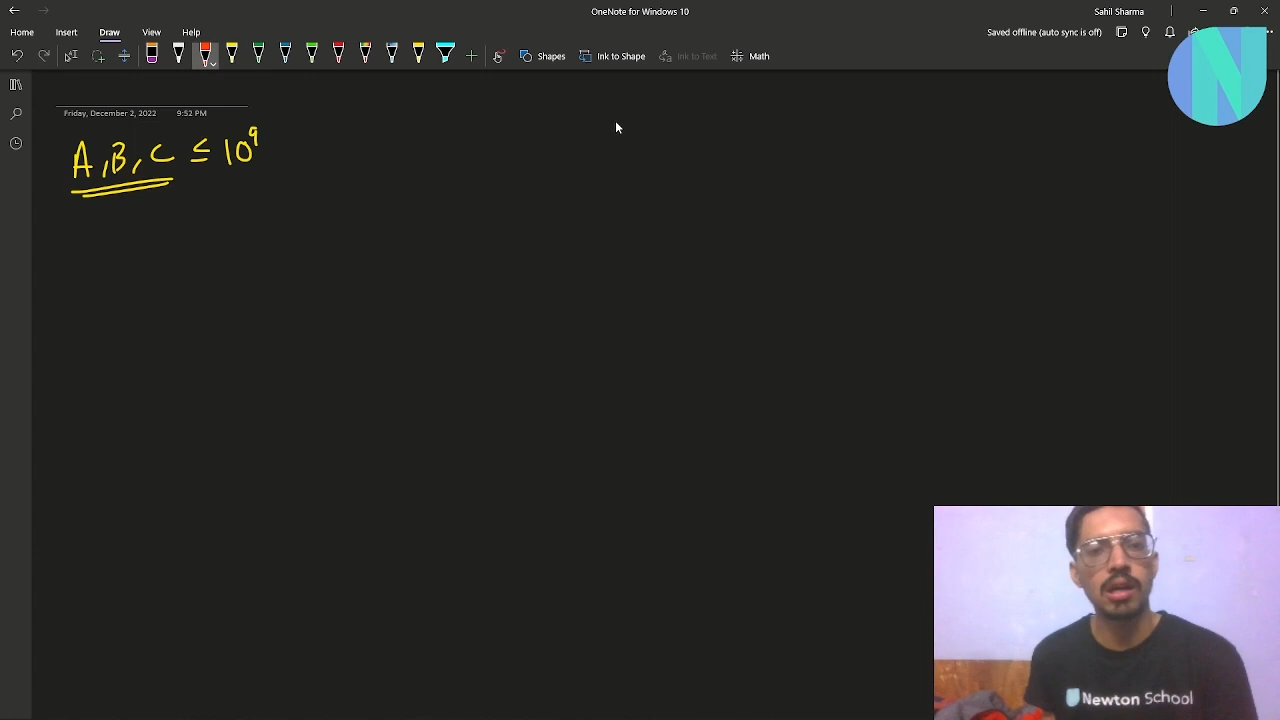 OneNote for Windows 10
Sahil Sharma
Home Insert Draw View Help
Saved offline (auto sync is off)
Shapes Ink to Shape Ink to Text Math
Friday, December 2, 2022 9:52 PM
A, B, C ≤ 10⁹
Newton School